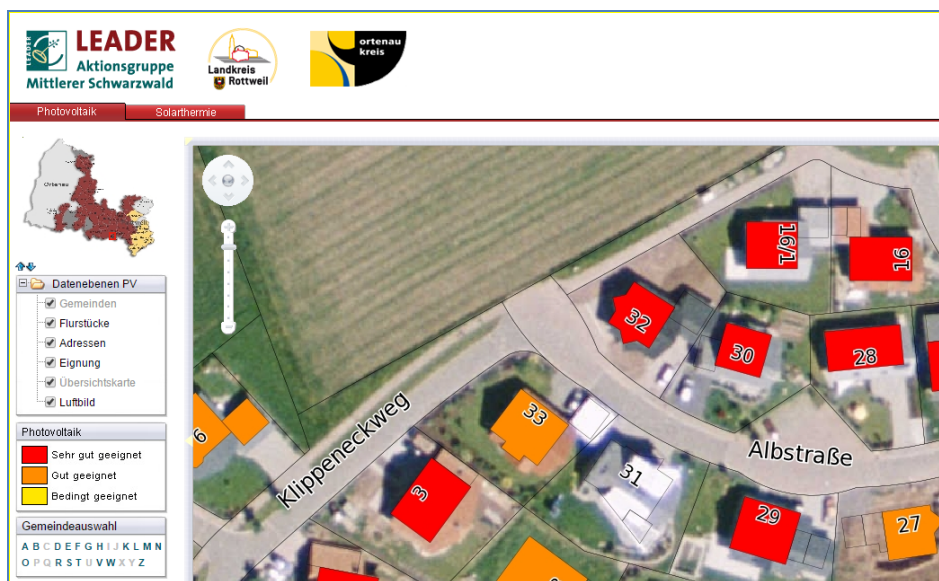 LEADER
LEADER
Aktionsgruppe
Mittlerer Schwarzwald
Landkreis
Rottweil
ortenau
kreis
Photovoltaik
Solarthermie
Ortenau
Datenebenen PV
Gemeinden
Flurstücke
Adressen
Eignung
Übersichtskarte
Luftbild
Photovoltaik
Sehr gut geeignet
Gut geeignet
Bedingt geeignet
Gemeindeauswahl
A B C D E F G H I J K L M N
O P Q R S T U V W X Y Z
16/1
16
32
30
28
33
6
Klippeneckweg
Albstraße
31
3
29
27